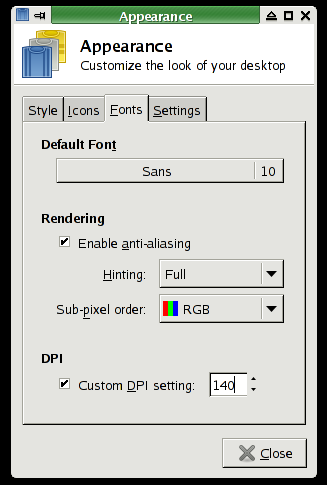 Appearance
Appearance
Customize the look of your desktop
Style Icons Fonts Settings
Default Font
Sans 10
Rendering
Enable anti-aliasing
Hinting: Full
Sub-pixel order: RGB
DPI
Custom DPI setting: 140
Close